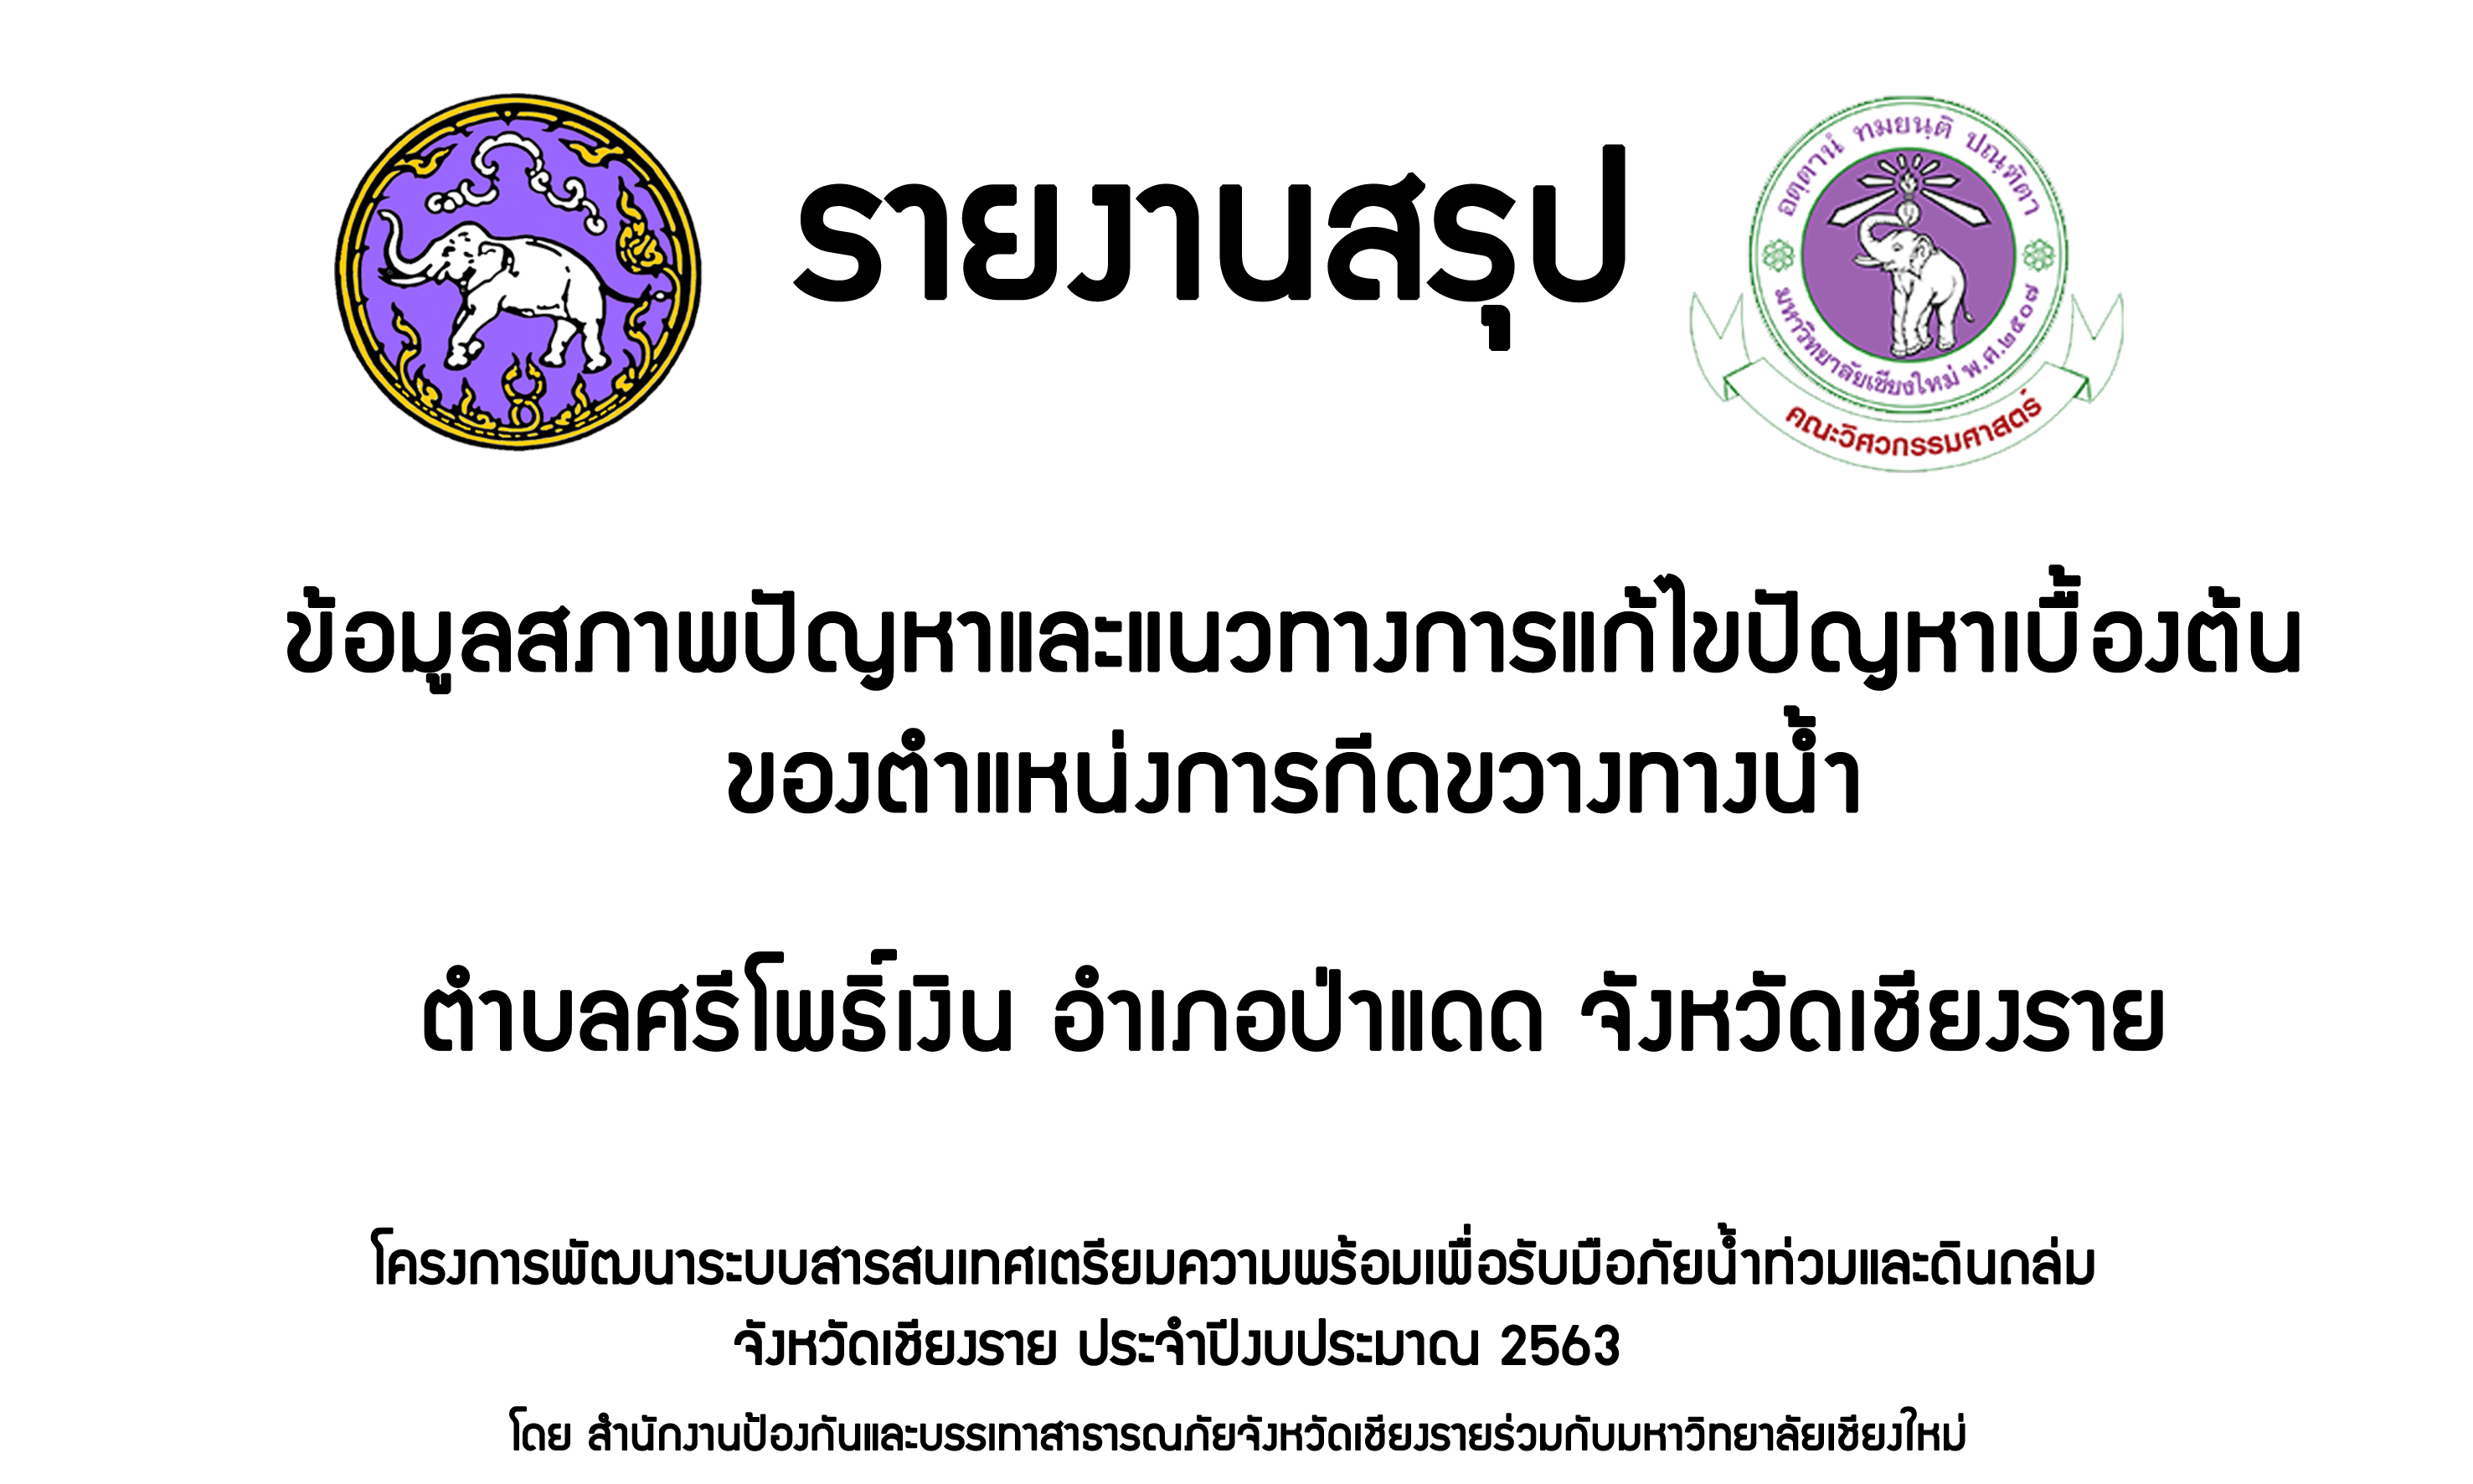 รายงานสรุป
อตฺตานํ ทมยนฺติ ปณฺฑิตา
มหาวิทยาลัยเชียงใหม่ พ.ศ.๒๕๐๗
คณะวิศวกรรมศาสตร์
ข้อมูลสภาพปัญหาและแนวทางการแก้ไขปัญหาเบื้องต้น
ของตำแหน่งการกีดขวางทางน้ำ
ตำบลศรีโพธิ์เงิน อำเภอป่าแดด จังหวัดเชียงราย
โครงการพัฒนาระบบสารสนเทศเตรียมความพร้อมเพื่อรับมือภัยน้ำท่วมและดินถล่ม
จังหวัดเชียงราย ประจำปีงบประมาณ 2563
โดย สำนักงานป้องกันและบรรเทาสาธารณภัยจังหวัดเชียงรายร่วมกับมหาวิทยาลัยเชียงใหม่